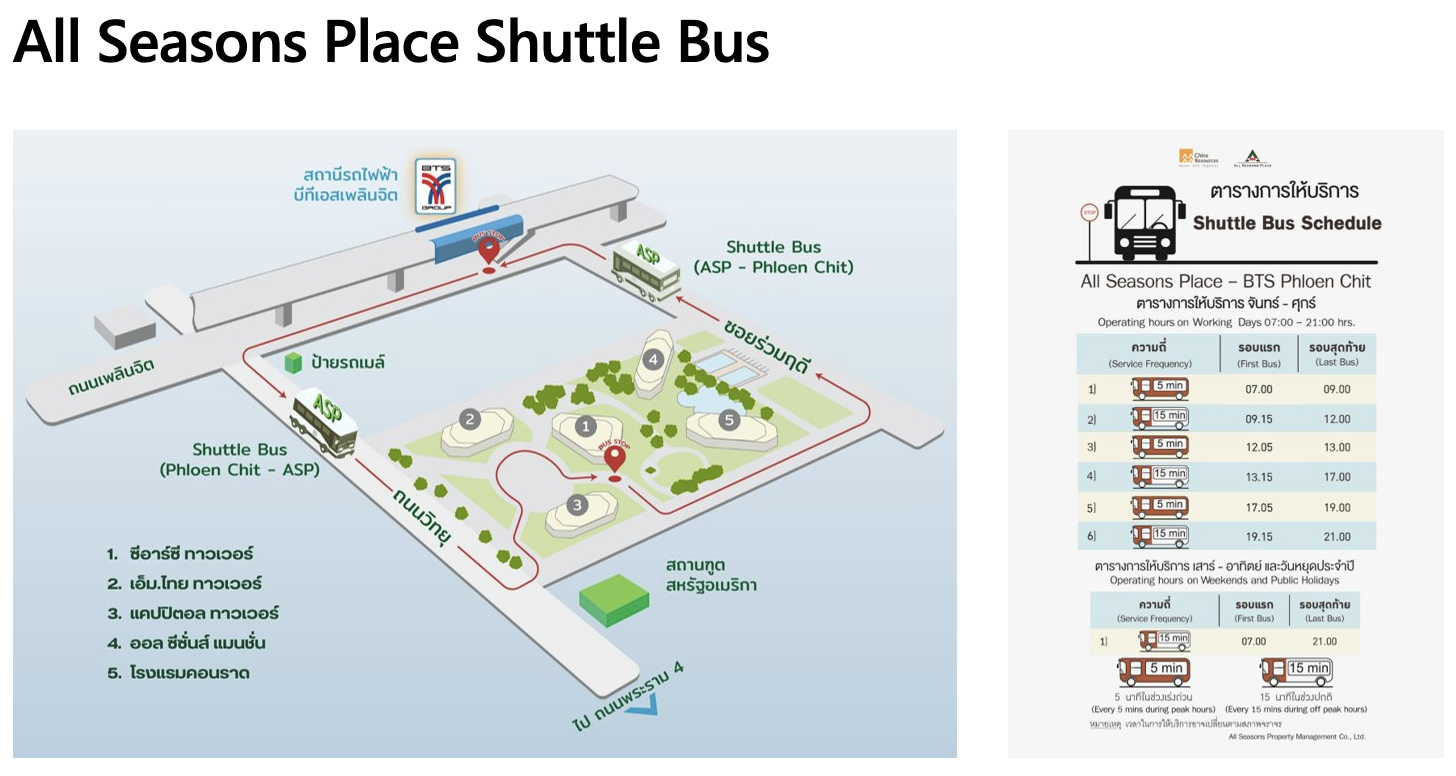 All Seasons Place Shuttle Bus
สถานีรถไฟฟ้า
บีทีเอสเพลินจิต
BTS
GROUP
BUS STOP
ASP
Shuttle Bus
(ASP - Phloen Chit)
ซอยร่วมฤดี
ถนนเพลินจิต
ป้ายรถเมล์
ASP
Shuttle Bus
(Phloen Chit - ASP)
4
2
1
5
BUS STOP
3
ถนนวิทยุ
สถานทูต
สหรัฐอเมริกา
ไป ถนนพระราม 4
1. ซีอาร์ซี ทาวเวอร์
2. เอ็ม.ไทย ทาวเวอร์
3. แคปปิตอล ทาวเวอร์
4. ออล ซีซั่นส์ แมนชั่น
5. โรงแรมคอนราด
China
Resources
ALL SEASONS PLACE
STOP
ตารางการให้บริการ
Shuttle Bus Schedule
All Seasons Place – BTS Phloen Chit
ตารางการให้บริการ จันทร์ - ศุกร์
Operating hours on Working Days 07:00 – 21:00 hrs.
ความถี่ รอบแรก รอบสุดท้าย
(Service Frequency) (First Bus) (Last Bus)
1) 5 min 07.00 09.00
2) 15 min 09.15 12.00
3) 5 min 12.05 13.00
4) 15 min 13.15 17.00
5) 5 min 17.05 19.00
6) 15 min 19.15 21.00
ตารางการให้บริการ เสาร์ - อาทิตย์ และวันหยุดประจำปี
Operating hours on Weekends and Public Holidays
ความถี่ รอบแรก รอบสุดท้าย
(Service Frequency) (First Bus) (Last Bus)
1) 15 min 07.00 21.00
5 min 15 min
5 นาทีในช่วงเร่งด่วน 15 นาทีในช่วงปกติ
(Every 5 mins during peak hours) (Every 15 mins during off peak hours)
หมายเหตุ เวลาในการให้บริการอาจเปลี่ยนตามสภาพจราจร
All Seasons Property Management Co., Ltd.